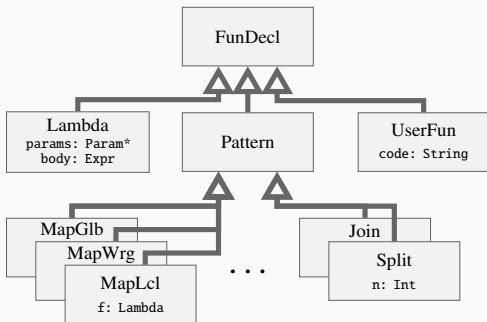 FunDecl
Lambda
params: Param*
body: Expr
Pattern
UserFun
code: String
MapGlb
MapWrg
MapLcl
f: Lambda
...
Join
Split
n: Int